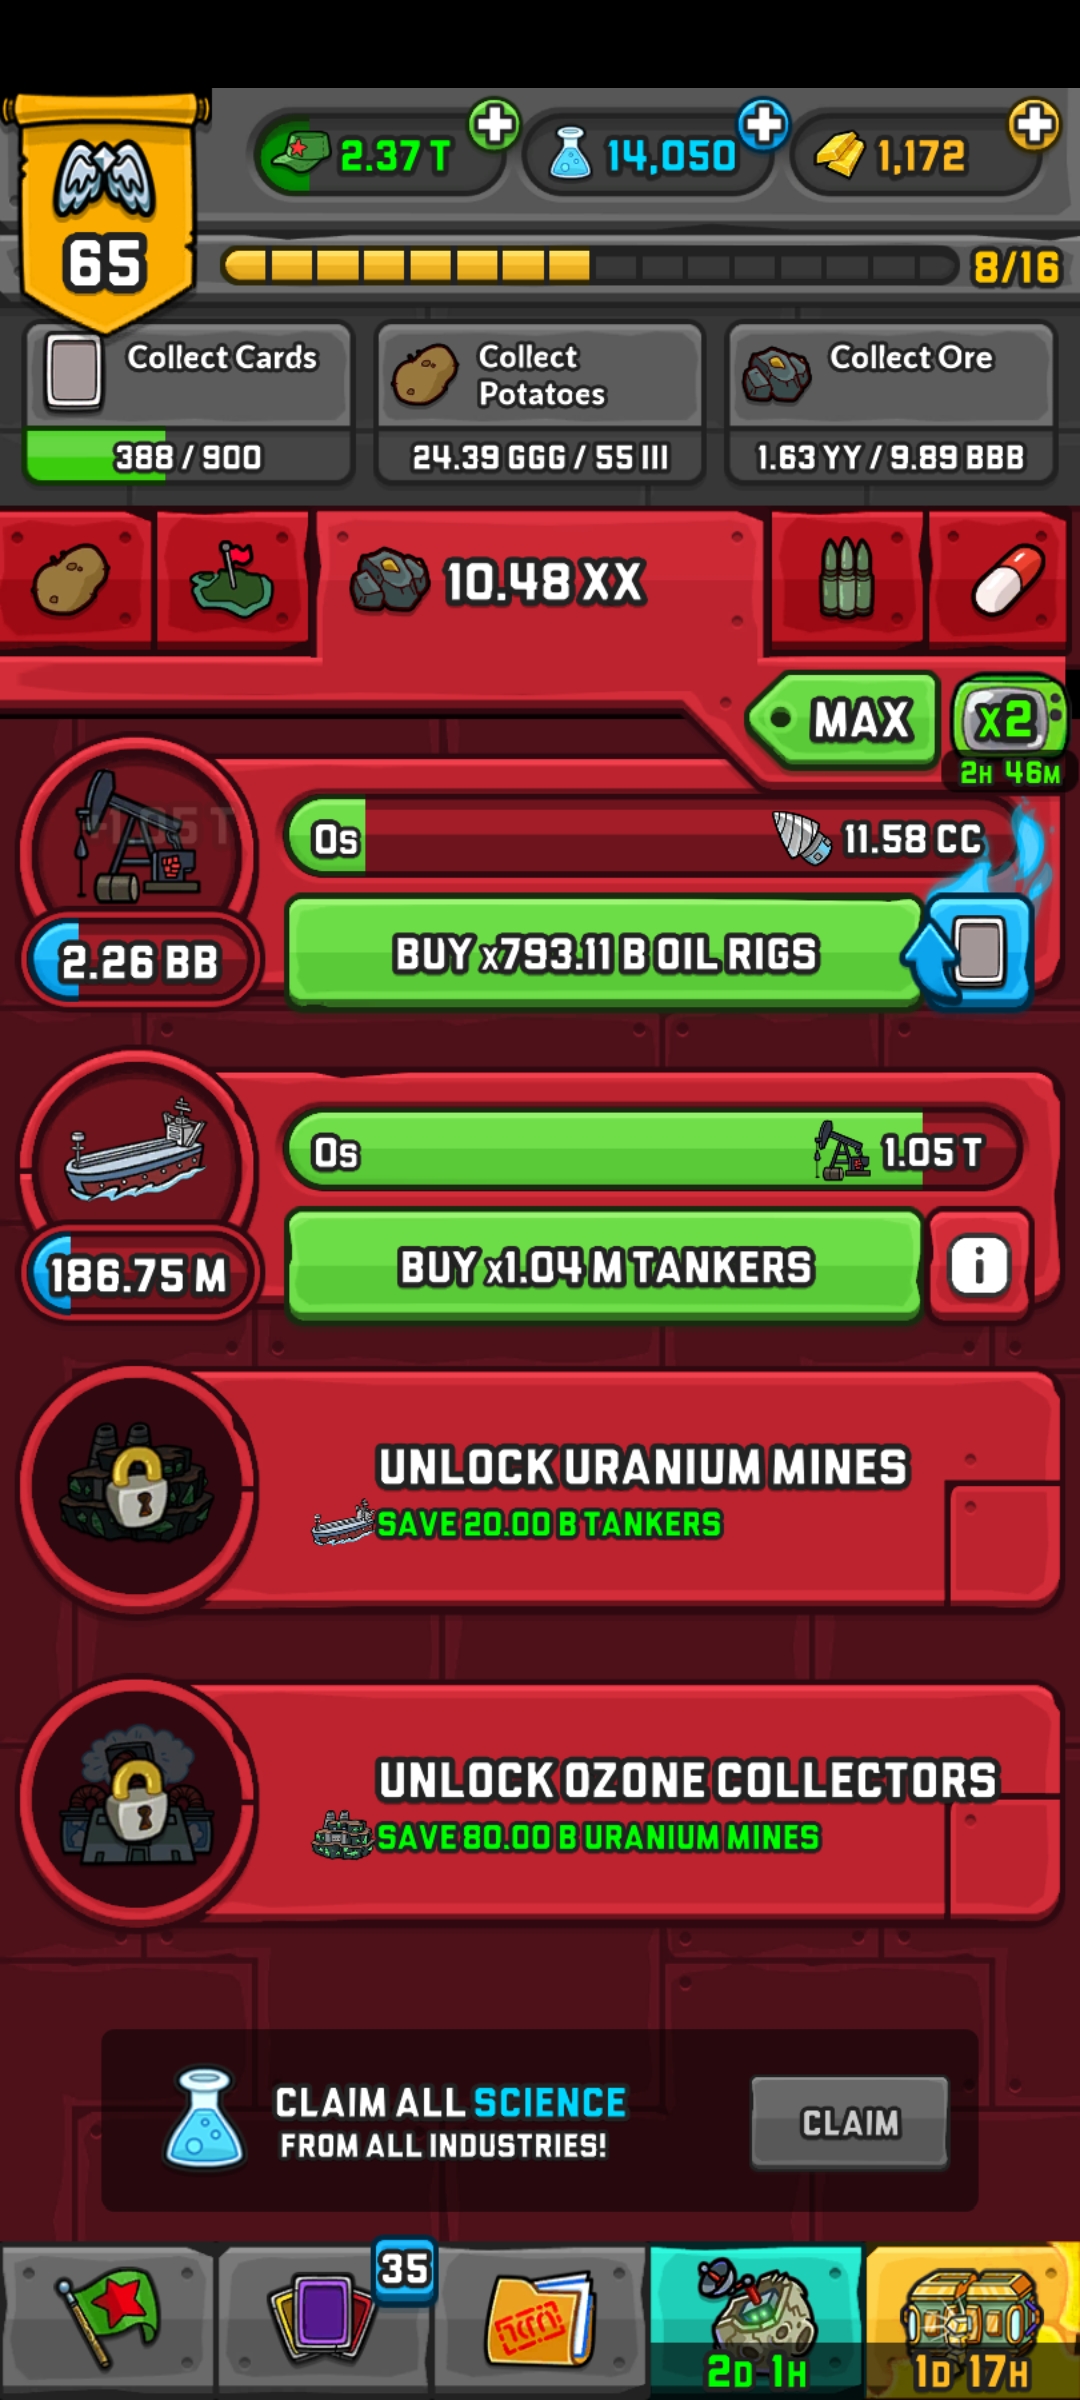 2.37 T
14,050
1,172
65
8/16
Collect Cards
388 / 900
Collect
Potatoes
24.39 GGG / 55 III
Collect Ore
1.63 YY / 9.89 BBB
10.48 XX
MAX
x2
2H 46M
0s
11.58 CC
2.26 BB
BUY x793.11 B OIL RIGS
0s
1.05 T
186.75 M
BUY x1.04 M TANKERS
i
UNLOCK URANIUM MINES
SAVE 20.00 B TANKERS
UNLOCK OZONE COLLECTORS
SAVE 80.00 B URANIUM MINES
CLAIM ALL SCIENCE
FROM ALL INDUSTRIES!
CLAIM
35
2D 1H
1D 17H